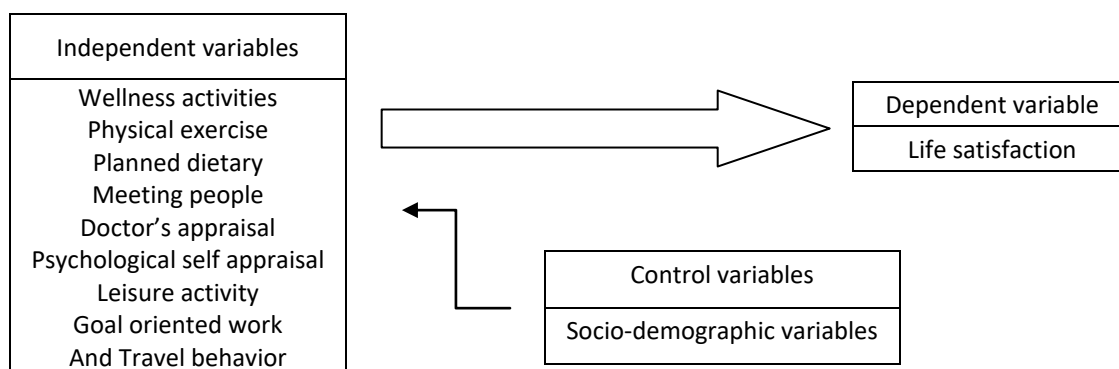 Independent variables
Wellness activities
Physical exercise
Planned dietary
Meeting people
Doctor’s appraisal
Psychological self appraisal
Leisure activity
Goal oriented work
And Travel behavior
Dependent variable
Life satisfaction
Control variables
Socio-demographic variables